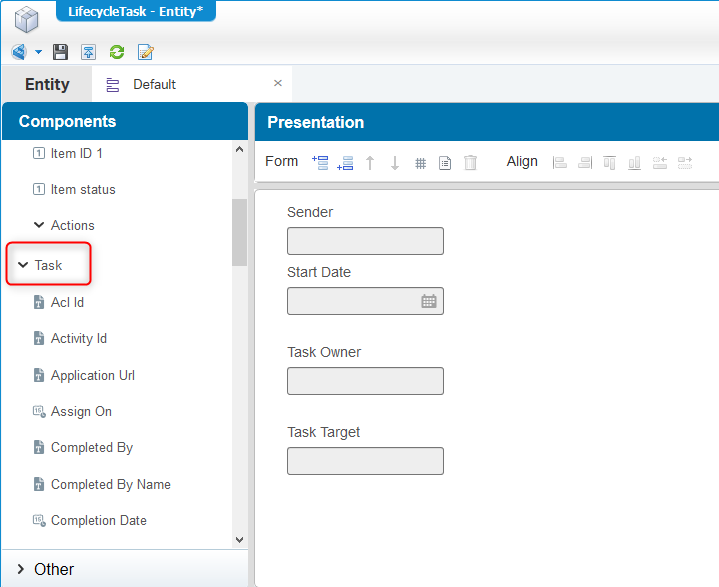 LifecycleTask - Entity*
Entity
Default
Components
Item ID 1
Item status
Actions
Task
Acl Id
Activity Id
Application Url
Assign On
Completed By
Completed By Name
Completion Date
Other
Presentation
Form
Align
Sender
Start Date
Task Owner
Task Target